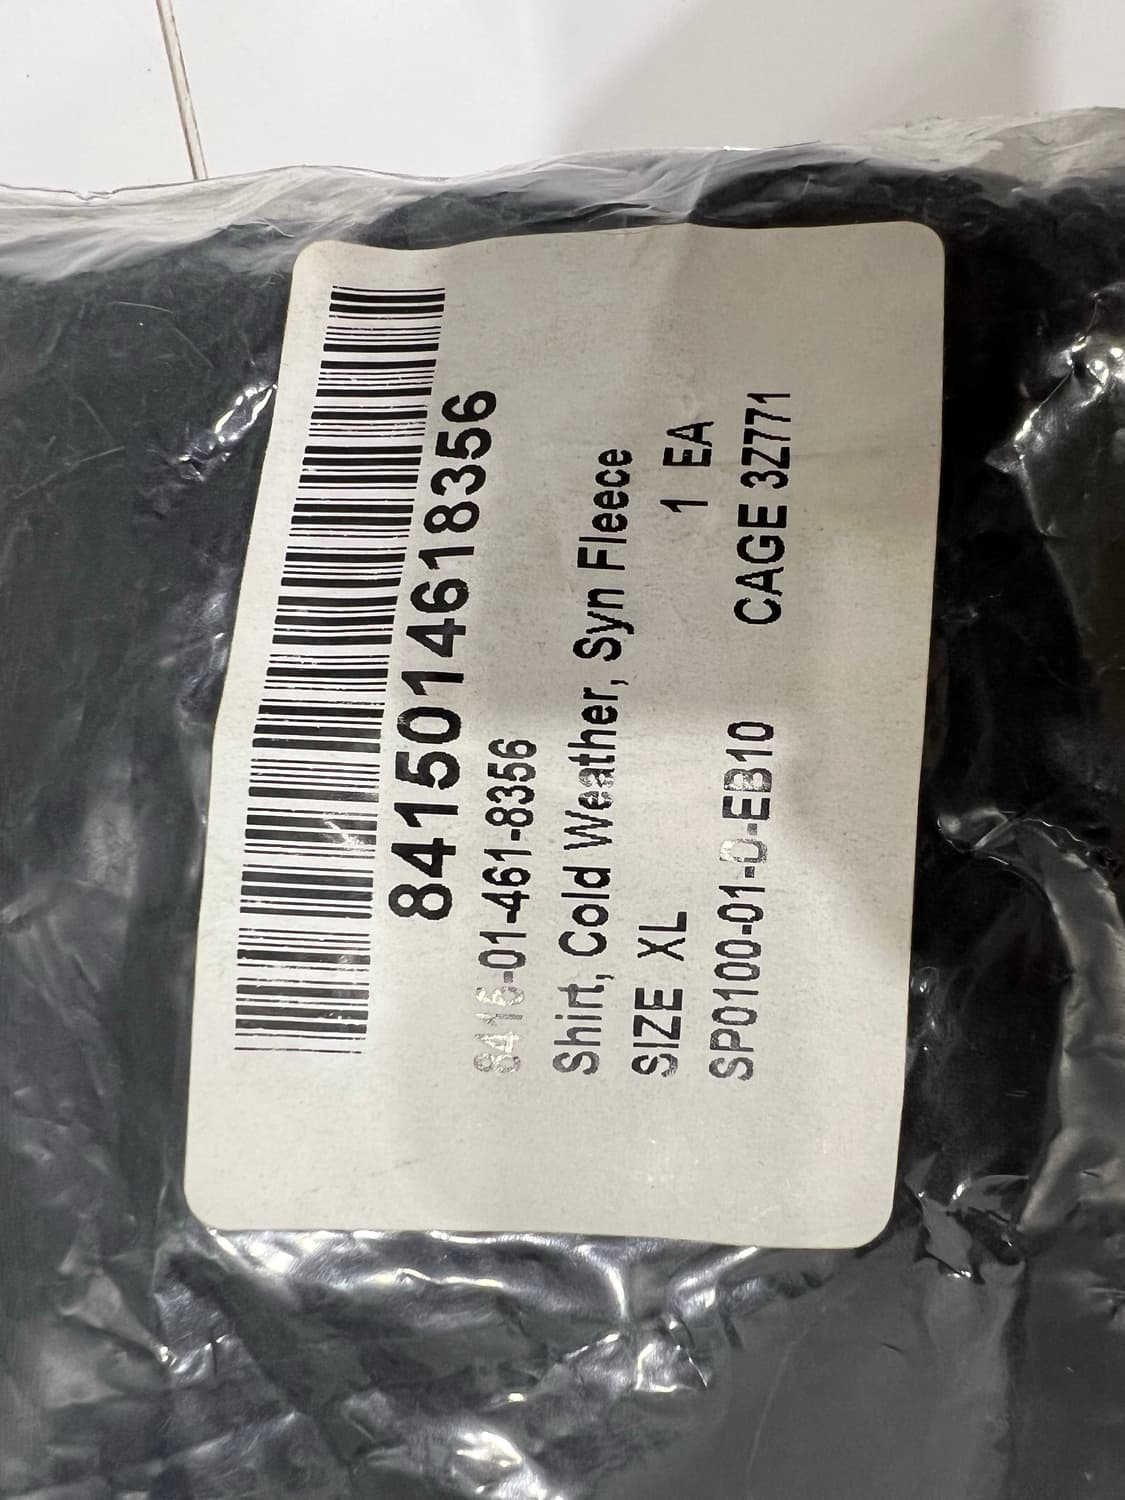 8415014618356
8415-01-461-8356
Shirt, Cold Weather, Syn Fleece
SIZE XL 1 EA
SP0100-01-D-EB10 CAGE 3Z771